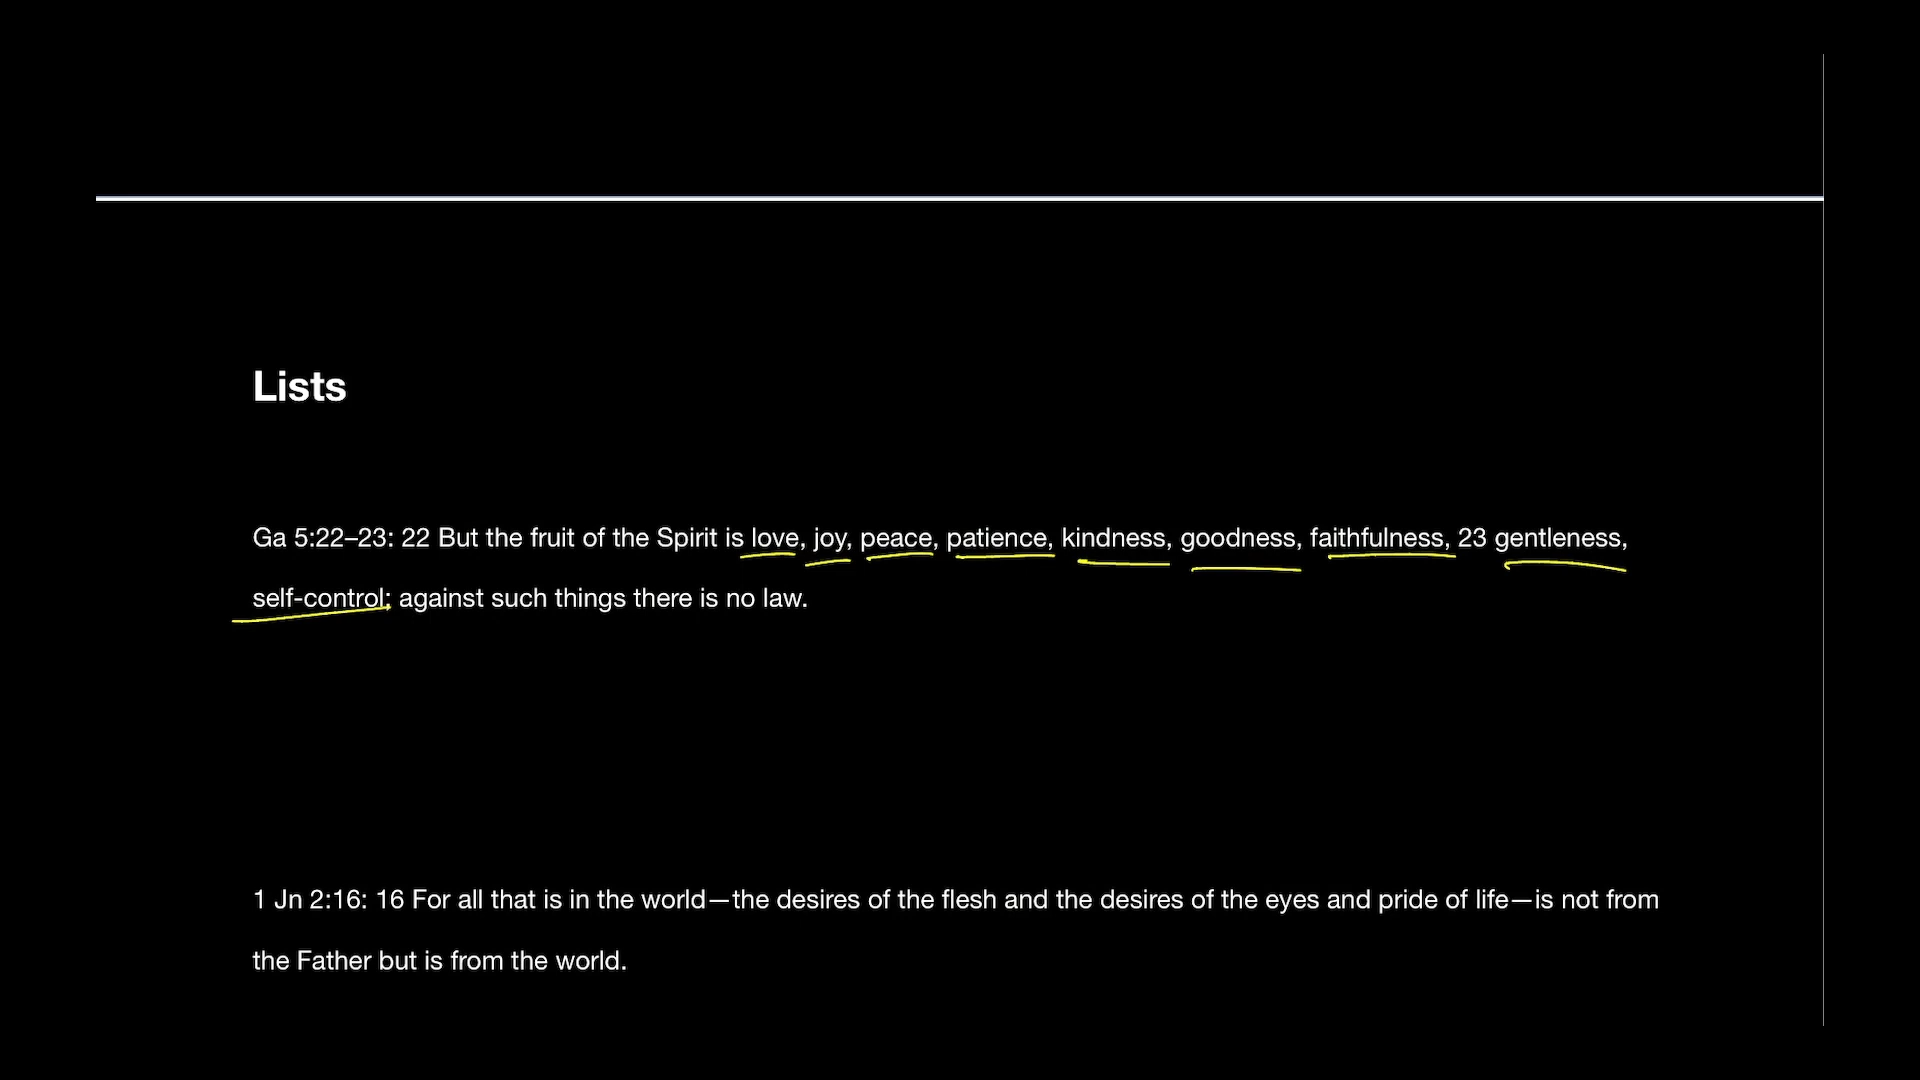 Lists
Ga 5:22–23: 22 But the fruit of the Spirit is love, joy, peace, patience, kindness, goodness, faithfulness, 23 gentleness,
self-control; against such things there is no law.
1 Jn 2:16: 16 For all that is in the world—the desires of the flesh and the desires of the eyes and pride of life—is not from
the Father but is from the world.